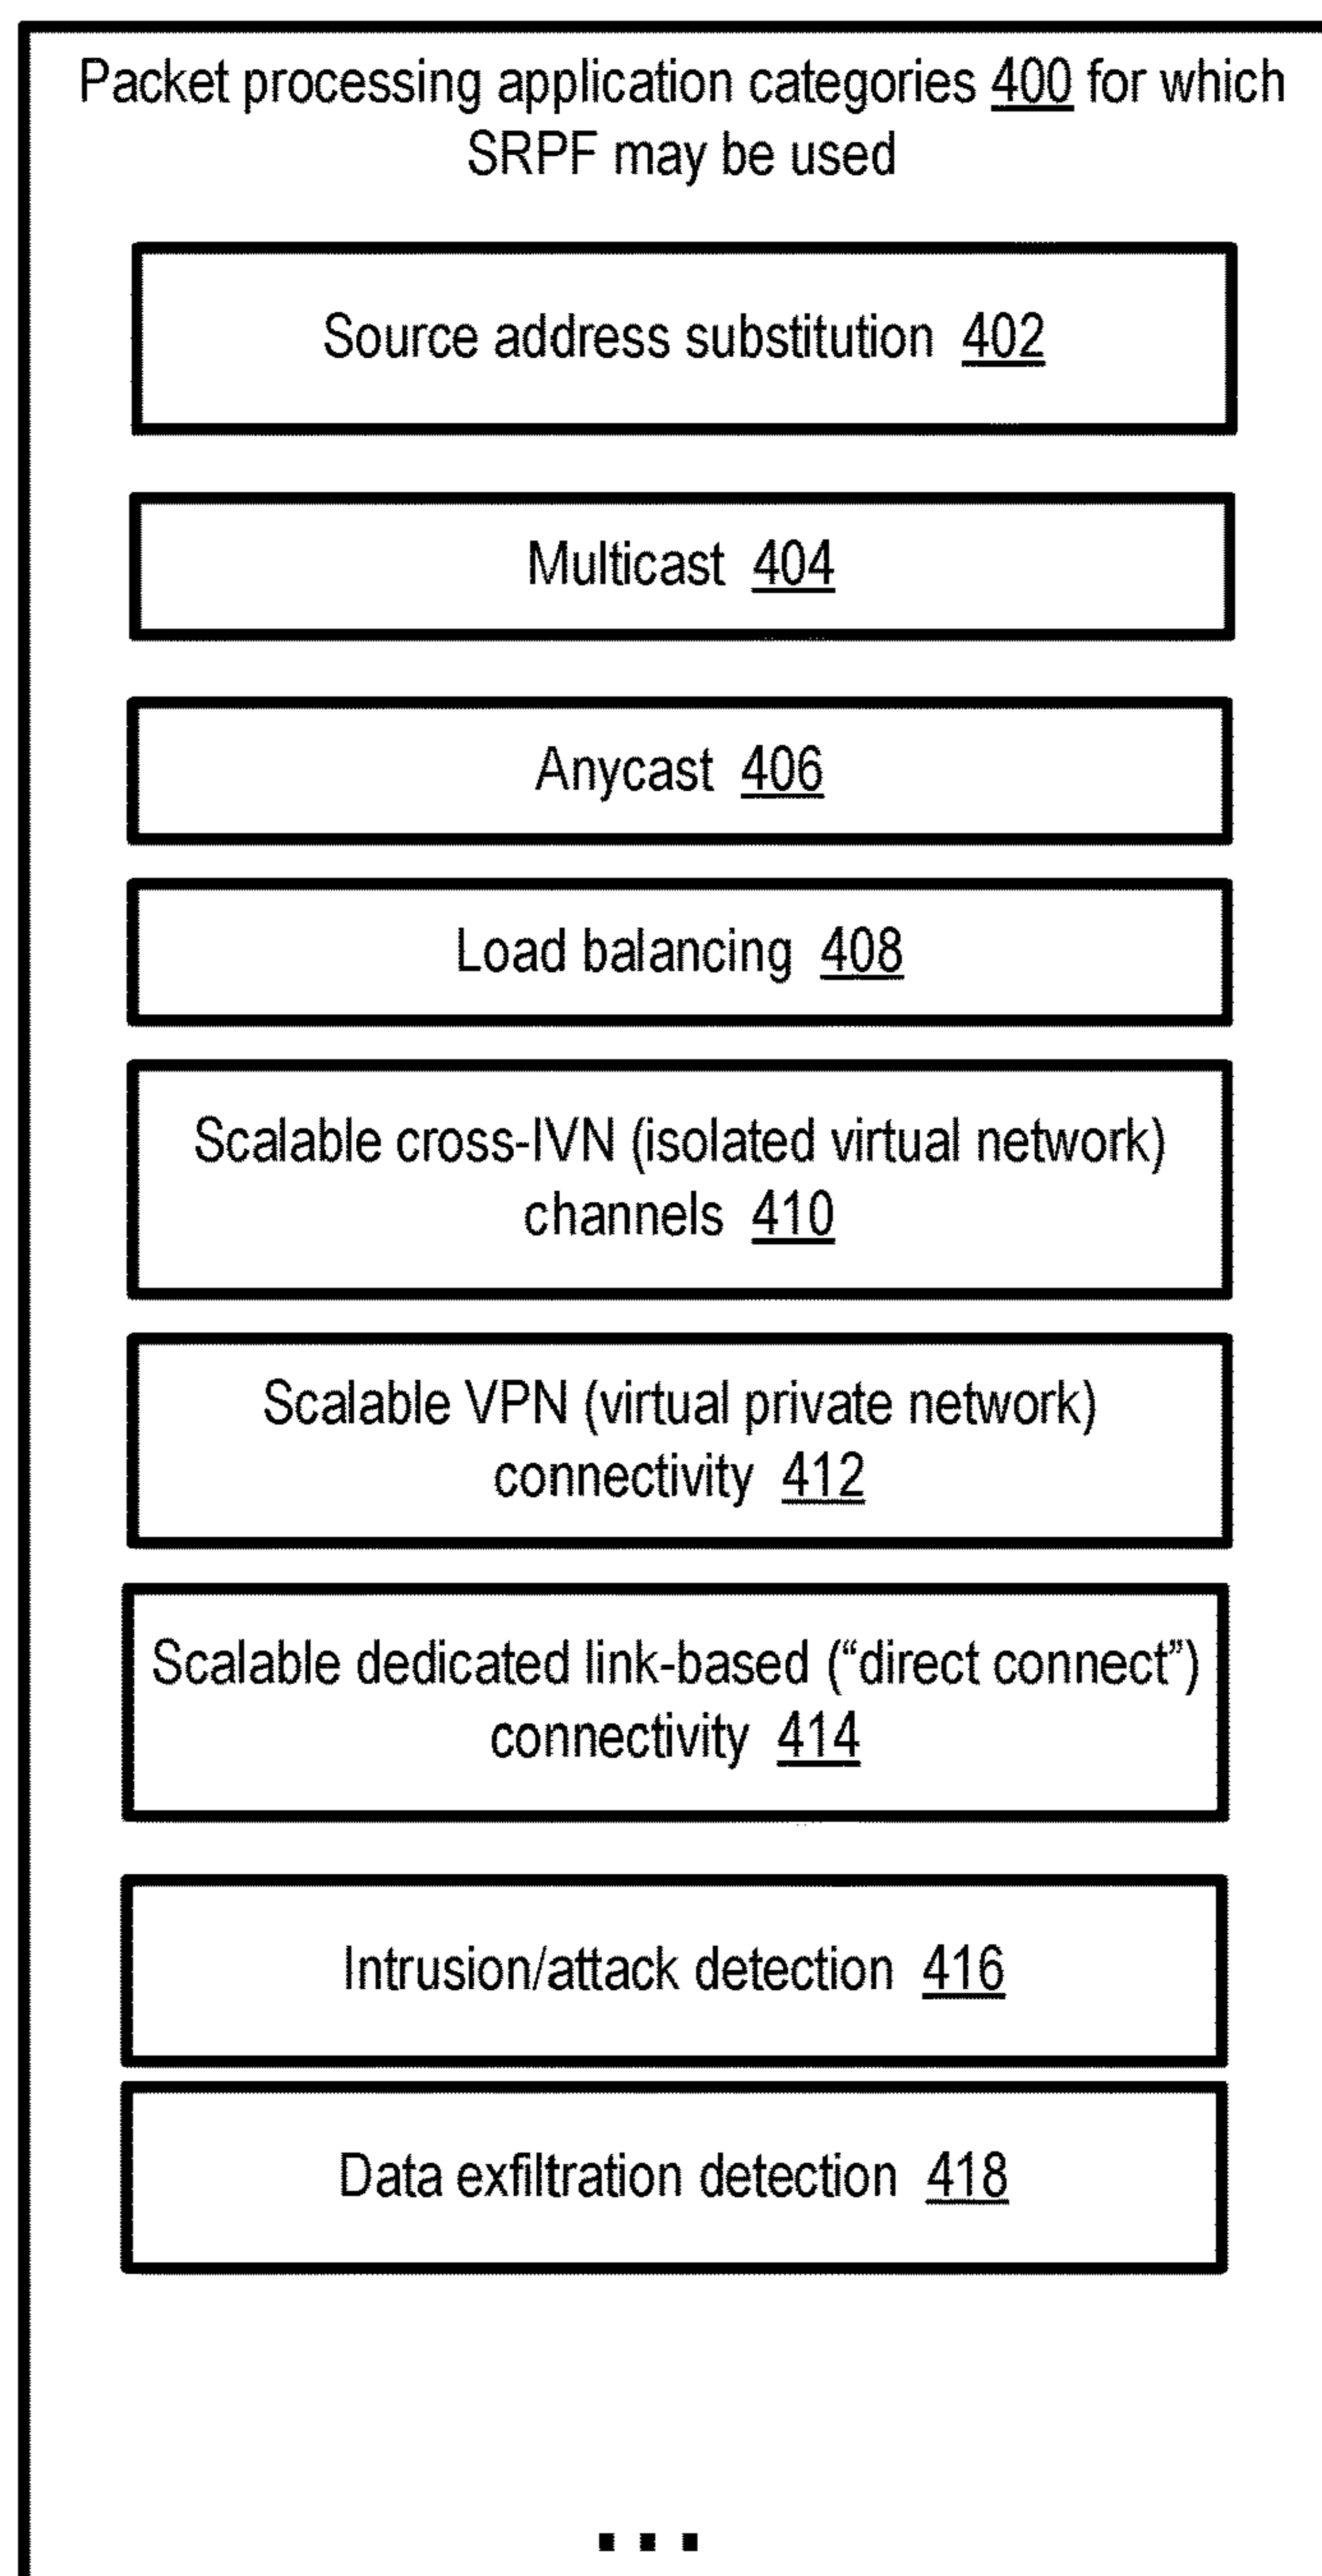 Packet processing application categories 400 for which
SRPF may be used
Source address substitution 402
Multicast 404
Anycast 406
Load balancing 408
Scalable cross-IVN (isolated virtual network)
channels 410
Scalable VPN (virtual private network)
connectivity 412
Scalable dedicated link-based (“direct connect”)
connectivity 414
Intrusion/attack detection 416
Data exfiltration detection 418
...